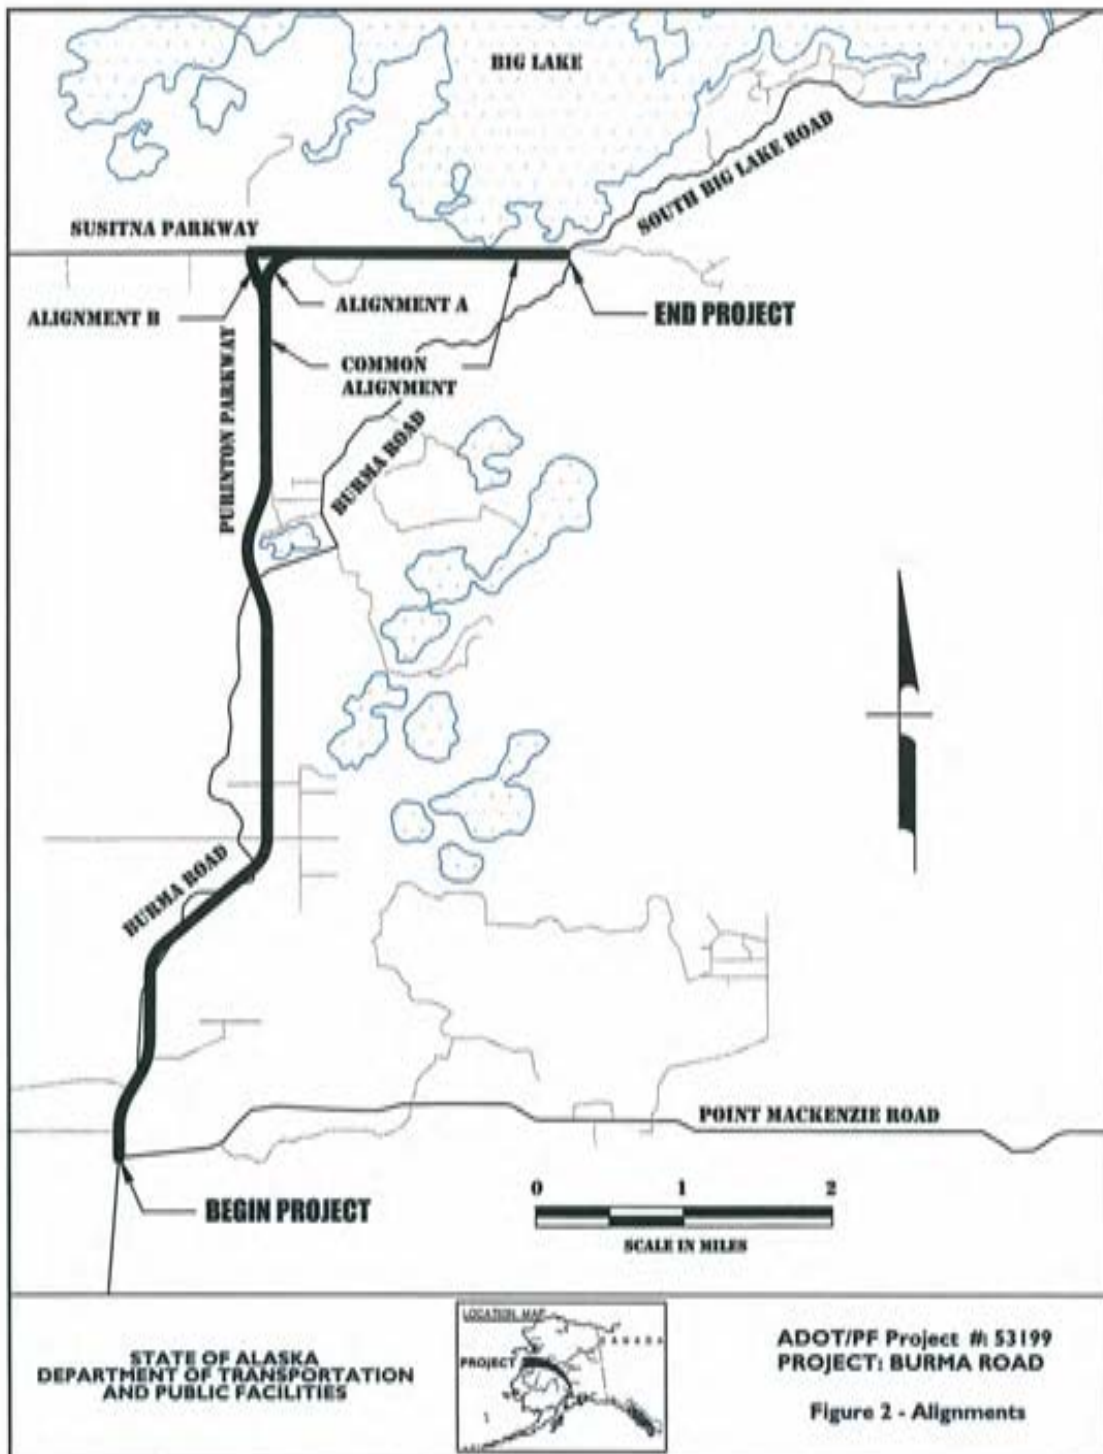 BIG LAKE
SOUTH BIG LAKE ROAD
SUSITNA PARKWAY
ALIGNMENT B
ALIGNMENT A
END PROJECT
PURINTON PARKWAY
COMMON
ALIGNMENT
BURMA ROAD
BURMA ROAD
POINT MACKENZIE ROAD
BEGIN PROJECT
0 1 2
SCALE IN MILES
STATE OF ALASKA
DEPARTMENT OF TRANSPORTATION
AND PUBLIC FACILITIES
LOCATION MAP
CANADA
PROJECT
ADOT/PF Project #: 53199
PROJECT: BURMA ROAD
Figure 2 - Alignments